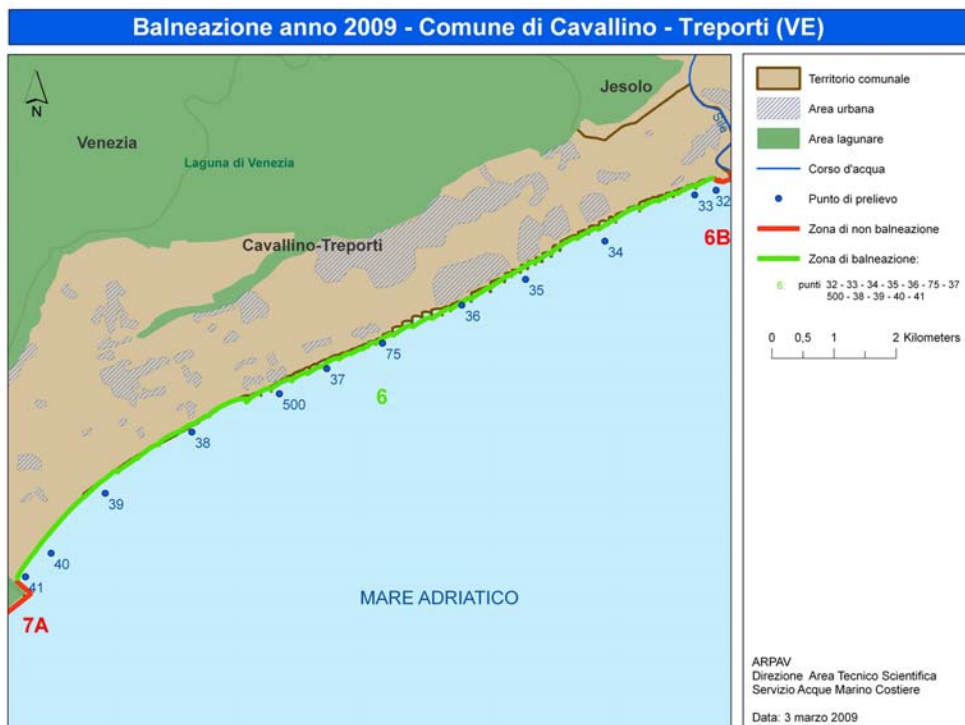 Balneazione anno 2009 - Comune di Cavallino - Treporti (VE)
N
Venezia
Laguna di Venezia
Jesolo
Sile
Cavallino-Treporti
33
32
6B
34
35
36
75
37
6
500
38
39
40
41
7A
MARE ADRIATICO
Territorio comunale
Area urbana
Area lagunare
Corso d'acqua
Punto di prelievo
Zona di non balneazione
Zona di balneazione:
6: punti 32 - 33 - 34 - 35 - 36 - 75 - 37
500 - 38 - 39 - 40 - 41
0 0,5 1 2 Kilometers
ARPAV
Direzione Area Tecnico Scientifica
Servizio Acque Marino Costiere
Data: 3 marzo 2009